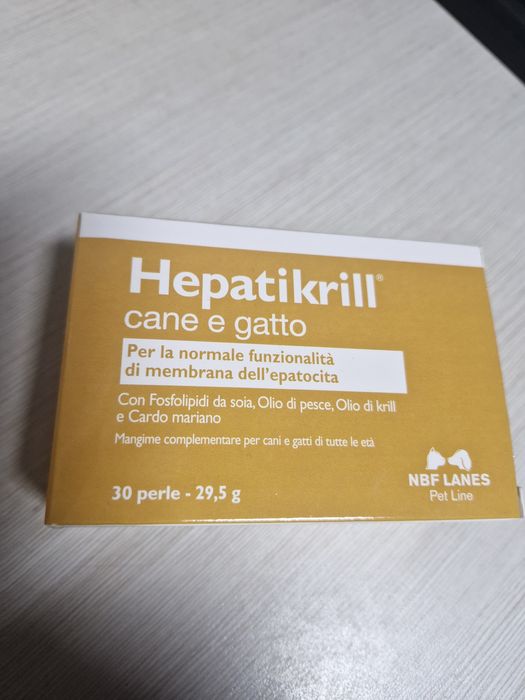 Hepatikrill®
cane e gatto
Per la normale funzionalità
di membrana dell'epatocita
Con Fosfolipidi da soia, Olio di pesce, Olio di krill
e Cardo mariano
Mangime complementare per cani e gatti di tutte le età
30 perle - 29,5 g
NBF LANES
Pet Line